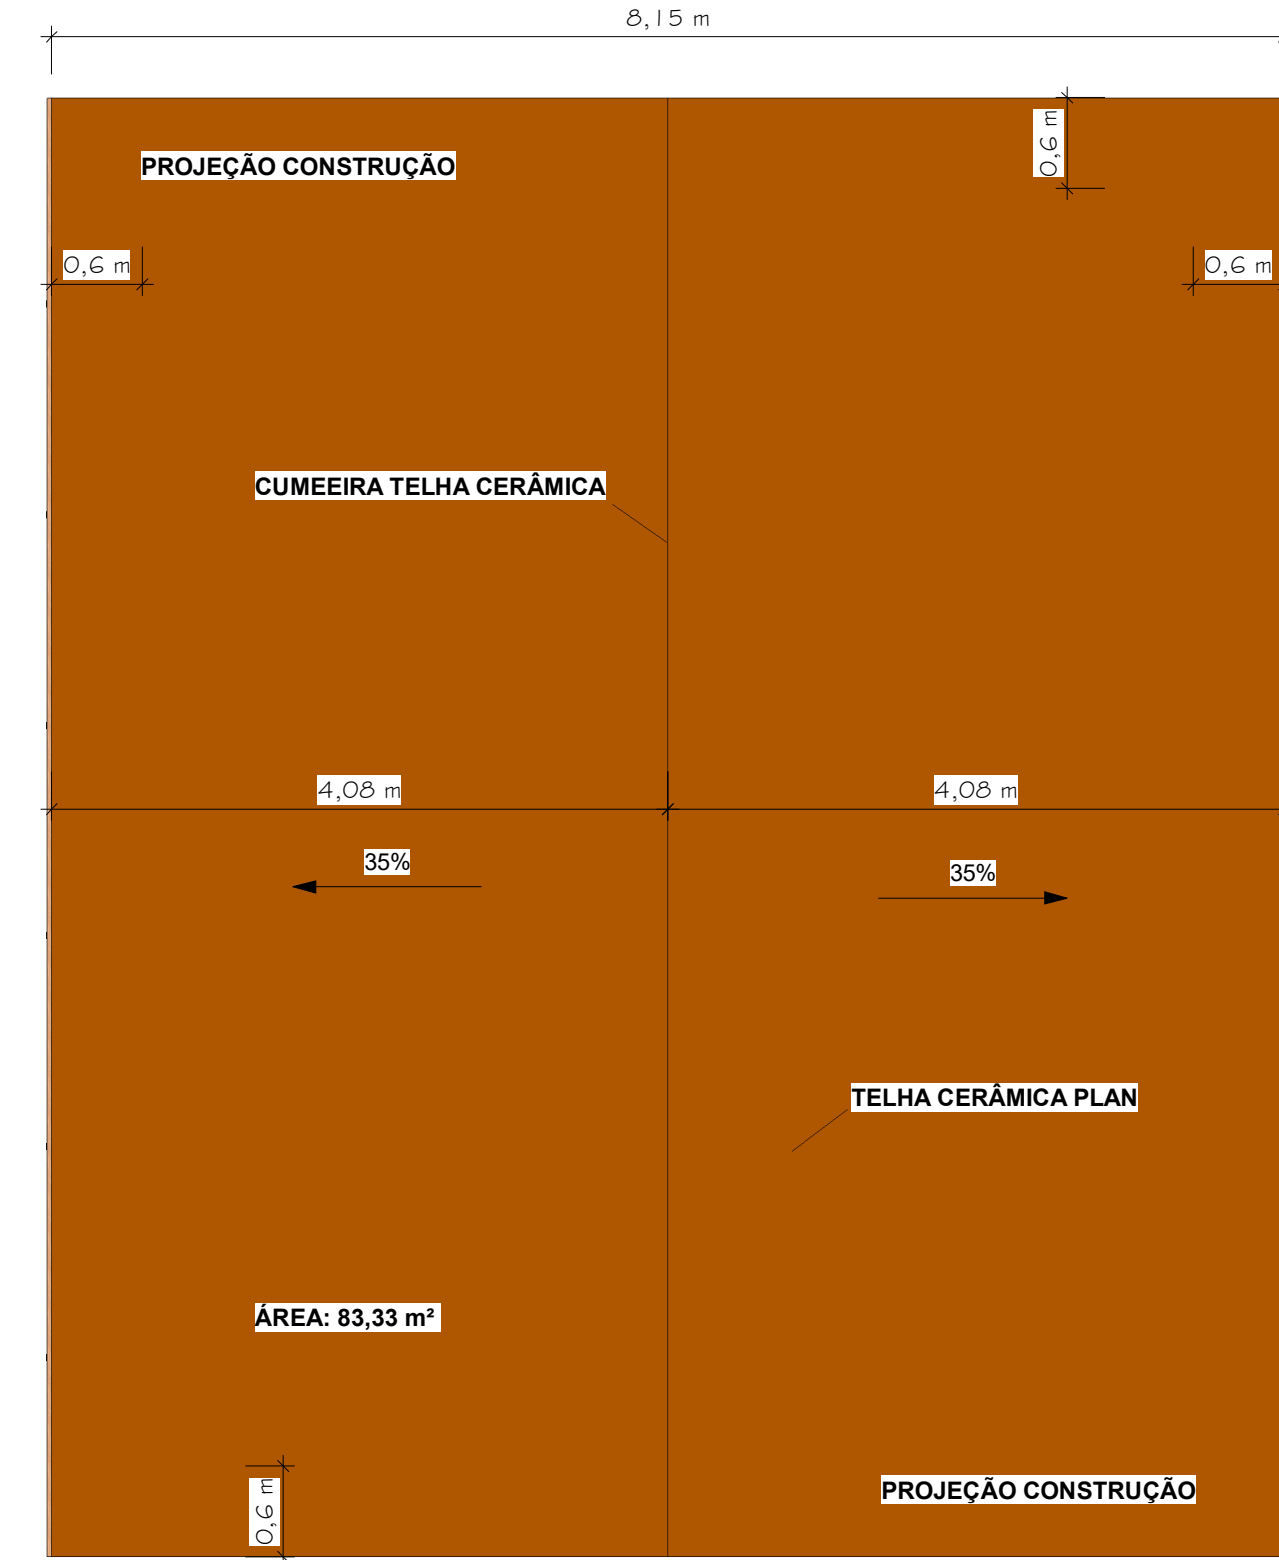 8,15 m
0,6 m
PROJEÇÃO CONSTRUÇÃO
0,6 m
0,6 m
CUMEEIRA TELHA CERÂMICA
4,08 m
4,08 m
35%
35%
TELHA CERÂMICA PLAN
ÁREA: 83,33 m²
0,6 m
PROJEÇÃO CONSTRUÇÃO